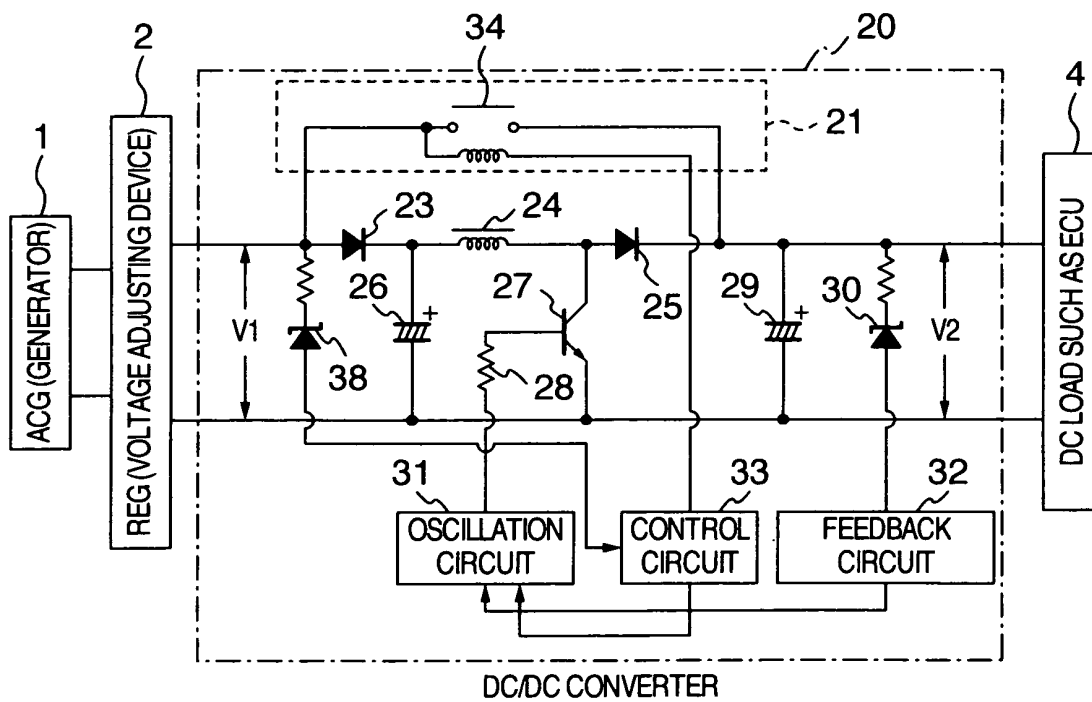 34
20
2
21
4
1
23
24
26
27
25
29
30
V1
V2
38
28
ACG (GENERATOR)
REG (VOLTAGE ADJUSTING DEVICE)
DC LOAD SUCH AS ECU
31
33
32
OSCILLATION
CIRCUIT
CONTROL
CIRCUIT
FEEDBACK
CIRCUIT
DC/DC CONVERTER
+
+